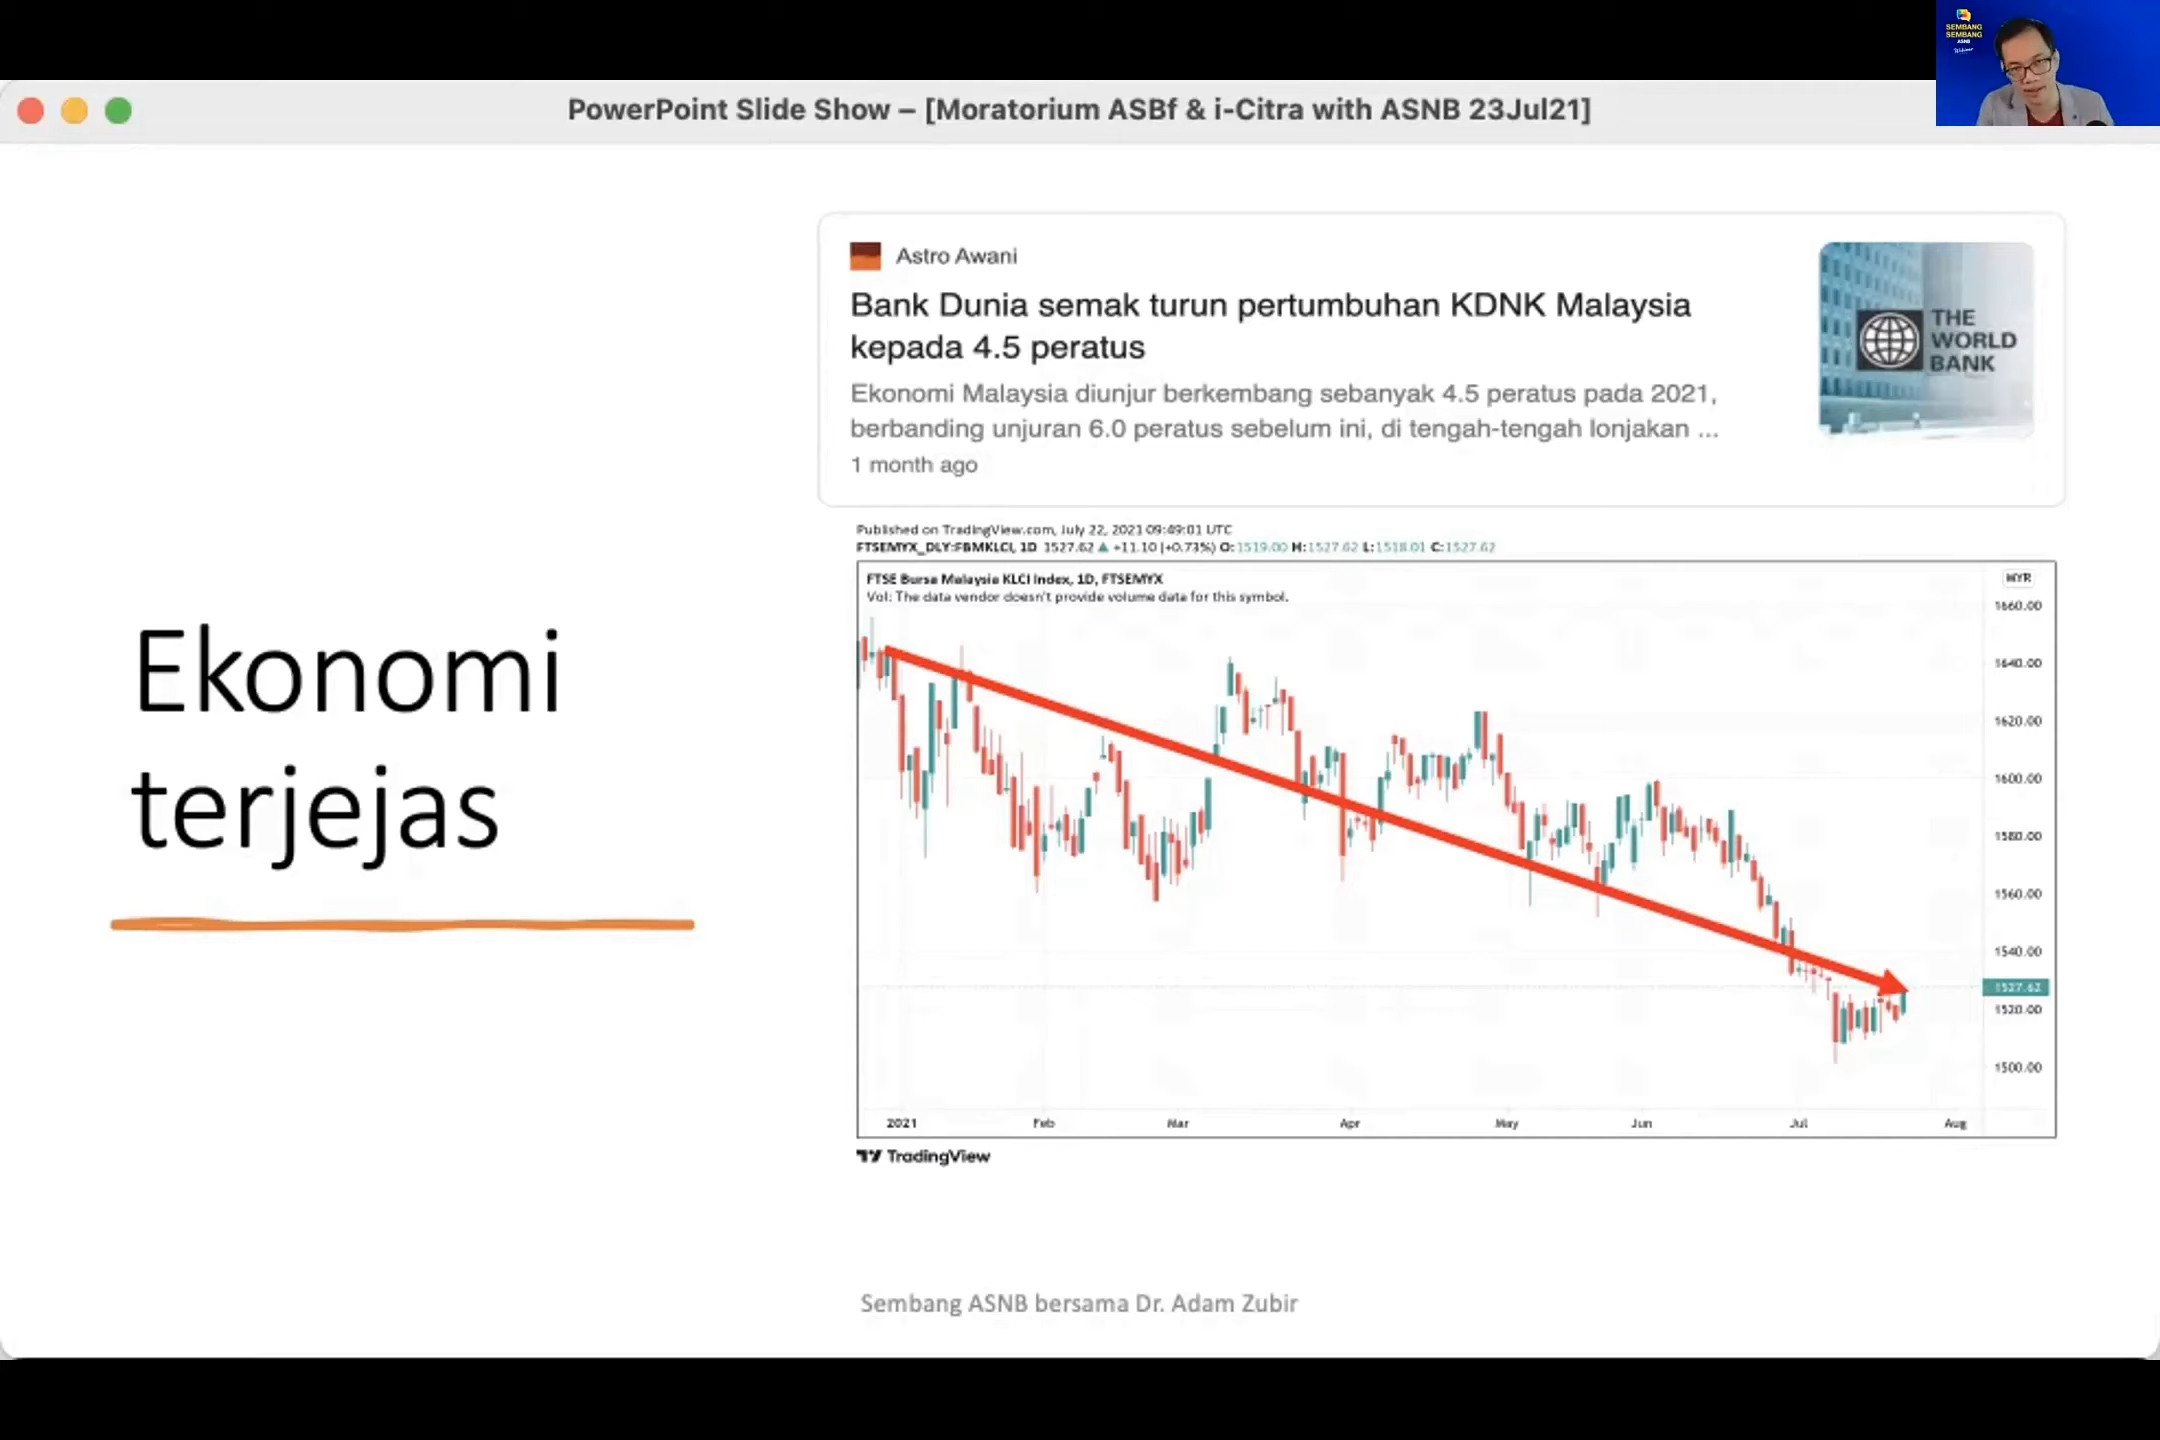 SEMBANG
SEMBANG
ASNB
Webinar
PowerPoint Slide Show – [Moratorium ASBf & i-Citra with ASNB 23Jul21]
Astro Awani
Bank Dunia semak turun pertumbuhan KDNK Malaysia
kepada 4.5 peratus
Ekonomi Malaysia diunjur berkembang sebanyak 4.5 peratus pada 2021,
berbanding unjuran 6.0 peratus sebelum ini, di tengah-tengah lonjakan ...
1 month ago
THE
WORLD
BANK
Ekonomi
terjejas
Published on TradingView.com, July 22, 2021 09:49:01 UTC
FTSEMYX_DLY:FBMKLCI, 1D 1527.62 ▲ +11.10 (+0.73%) O:1519.00 H:1527.62 L:1518.01 C:1527.62
FTSE Bursa Malaysia KLCI Index, 1D, FTSEMYX
Vol: The data vendor doesn't provide volume data for this symbol.
MYR
1660.00
1640.00
1620.00
1600.00
1580.00
1560.00
1540.00
1527.62
1520.00
1500.00
2021 Feb Mar Apr May Jun Jul Aug
TradingView
Sembang ASNB bersama Dr. Adam Zubir